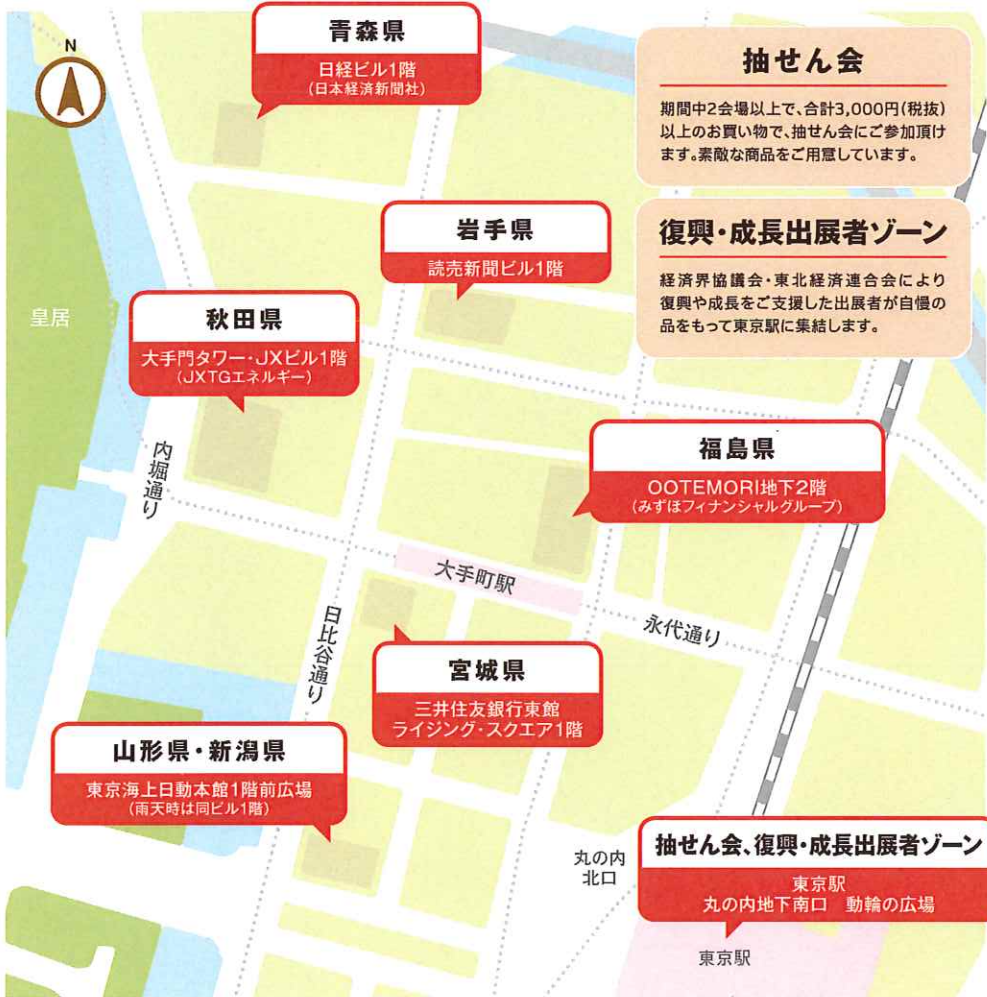 N
青森県
日経ビル1階
(日本経済新聞社)
抽せん会
期間中2会場以上で、合計3,000円(税抜)
以上のお買い物で、抽せん会にご参加頂け
ます。素敵な商品をご用意しています。
岩手県
読売新聞ビル1階
復興・成長出展者ゾーン
経済界協議会・東北経済連合会により
復興や成長をご支援した出展者が自慢の
品をもって東京駅に集結します。
皇居
秋田県
大手門タワー・JXビル1階
(JXTGエネルギー)
内堀通り
福島県
OOTEMORI地下2階
(みずほフィナンシャルグループ)
大手町駅
永代通り
日比谷通り
宮城県
三井住友銀行東館
ライジング・スクエア1階
山形県・新潟県
東京海上日動本館1階前広場
(雨天時は同ビル1階)
丸の内
北口
抽せん会、復興・成長出展者ゾーン
東京駅
丸の内地下南口 動輪の広場
東京駅